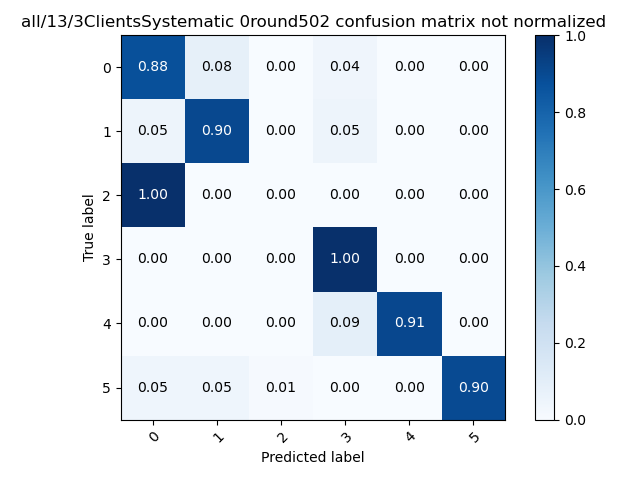 all/13/3ClientsSystematic 0round502 confusion matrix not normalized
0 0.88 0.08 0.00 0.04 0.00 0.00
1 0.05 0.90 0.00 0.05 0.00 0.00
2 1.00 0.00 0.00 0.00 0.00 0.00
3 0.00 0.00 0.00 1.00 0.00 0.00
4 0.00 0.00 0.00 0.09 0.91 0.00
5 0.05 0.05 0.01 0.00 0.00 0.90
0 1 2 3 4 5
True label
Predicted label
1.0
0.8
0.6
0.4
0.2
0.0